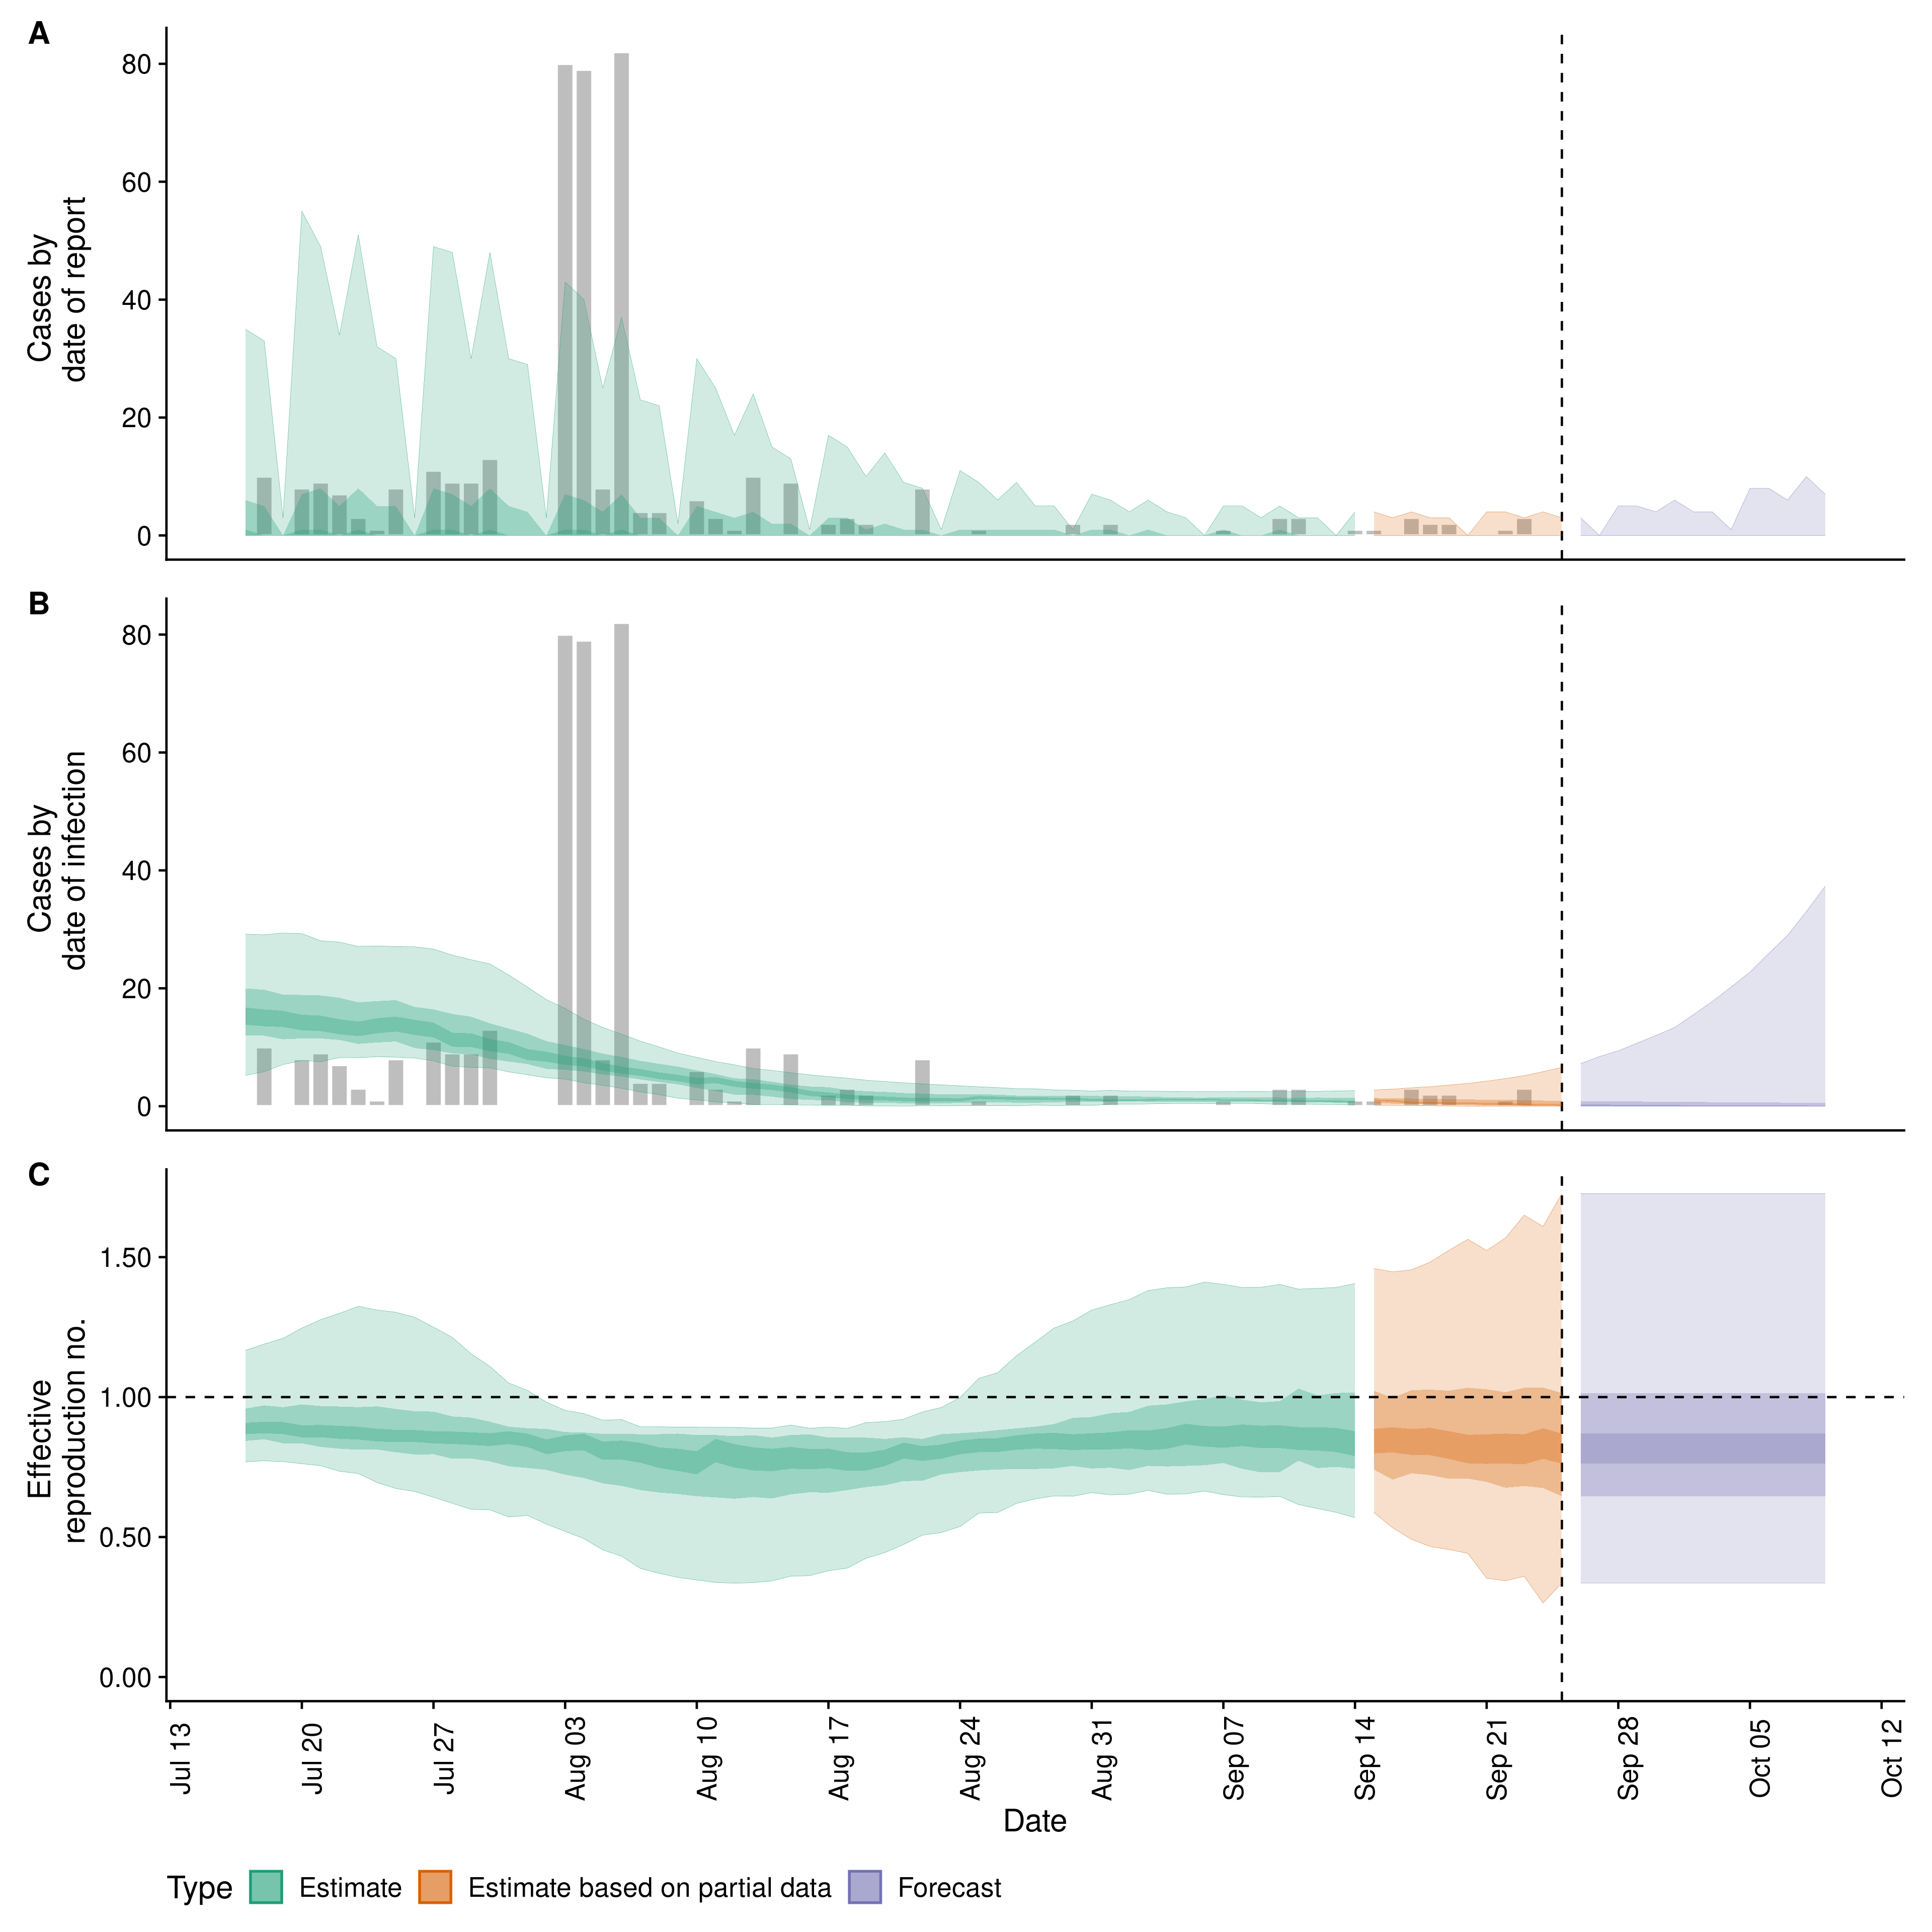 A
80
60
40
20
0
Cases by
date of report
B
80
60
40
20
0
Cases by
date of infection
C
1.50
1.00
0.50
0.00
Effective
reproduction no.
Jul 13
Jul 20
Jul 27
Aug 03
Aug 10
Aug 17
Aug 24
Aug 31
Sep 07
Sep 14
Sep 21
Sep 28
Oct 05
Oct 12
Date
Type Estimate Estimate based on partial data Forecast